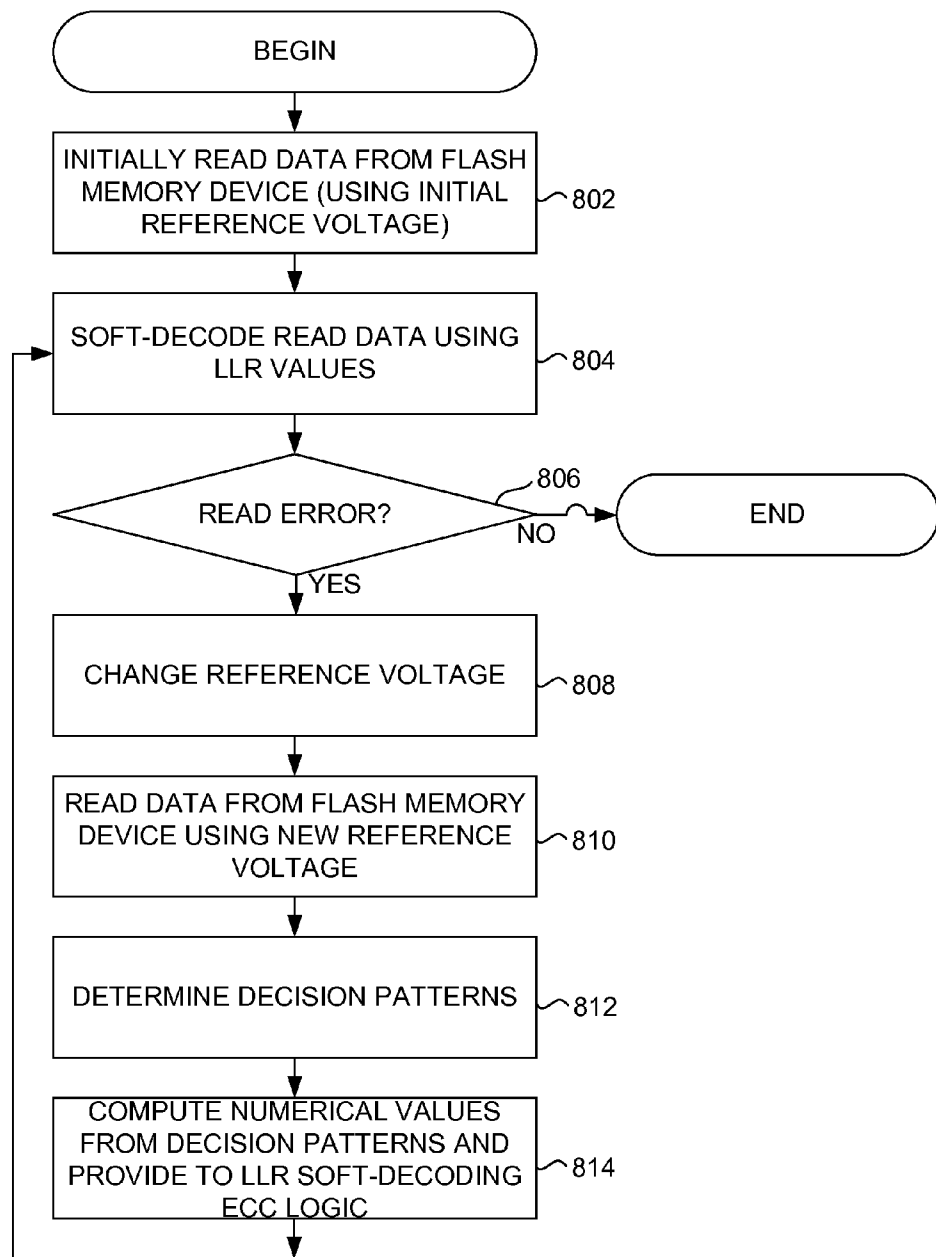 BEGIN
INITIALLY READ DATA FROM FLASH
MEMORY DEVICE (USING INITIAL
REFERENCE VOLTAGE)
802
SOFT-DECODE READ DATA USING
LLR VALUES
804
READ ERROR?
806
NO
END
YES
CHANGE REFERENCE VOLTAGE
808
READ DATA FROM FLASH MEMORY
DEVICE USING NEW REFERENCE
VOLTAGE
810
DETERMINE DECISION PATTERNS
812
COMPUTE NUMERICAL VALUES
FROM DECISION PATTERNS AND
PROVIDE TO LLR SOFT-DECODING
ECC LOGIC
814